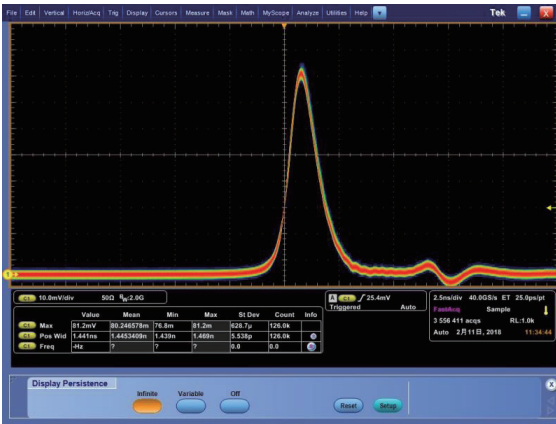 File Edit Vertical Horiz/Acq Trig Display Cursors Measure Mask Math MyScope Analyze Utilities Help Tek X
1
C1 10.0mV/div 50Ω BW:2.0G
A C1 25.4mV
Triggered Auto
2.5ns/div 40.0GS/s ET 25.0ps/pt
FastAcq Sample
3 556 411 acqs RL:1.0k
Auto 2月11日, 2018 11:34:44
Value Mean Min Max St Dev Count Info
C1 Max 81.2mV 80.246578m 76.8m 81.2m 628.7µ 126.0k
C1 Pos Wid 1.441ns 1.4453409n 1.439n 1.469n 5.538p 126.0k
C1 Freq -Hz ? ? ? 0.0 0.0
Display Persistence
Infinite Variable Off
Reset Setup
X